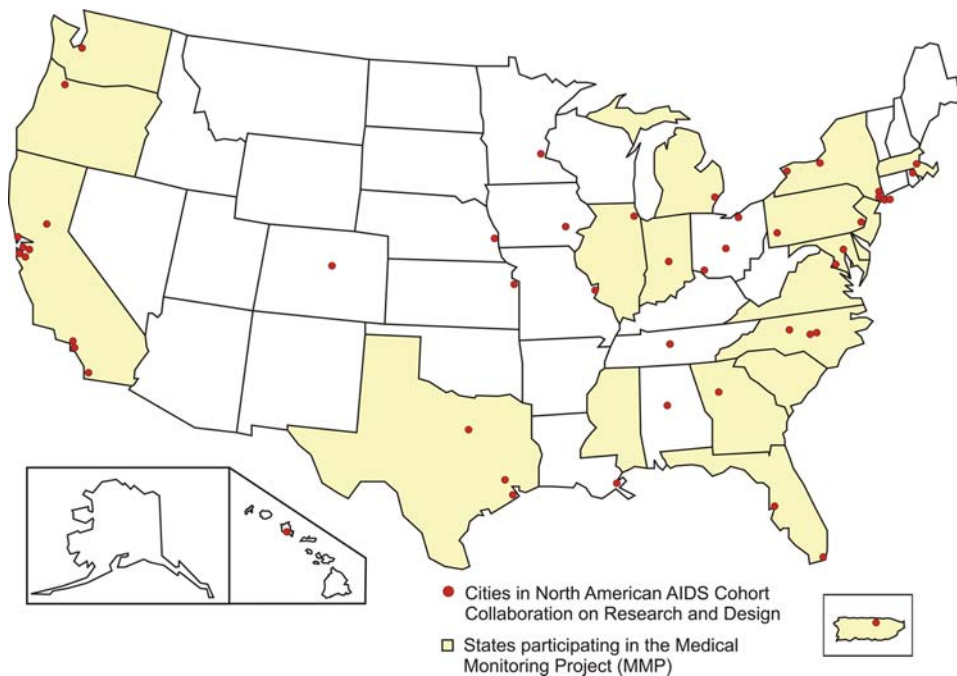 Cities in North American AIDS Cohort
Collaboration on Research and Design
States participating in the Medical
Monitoring Project (MMP)